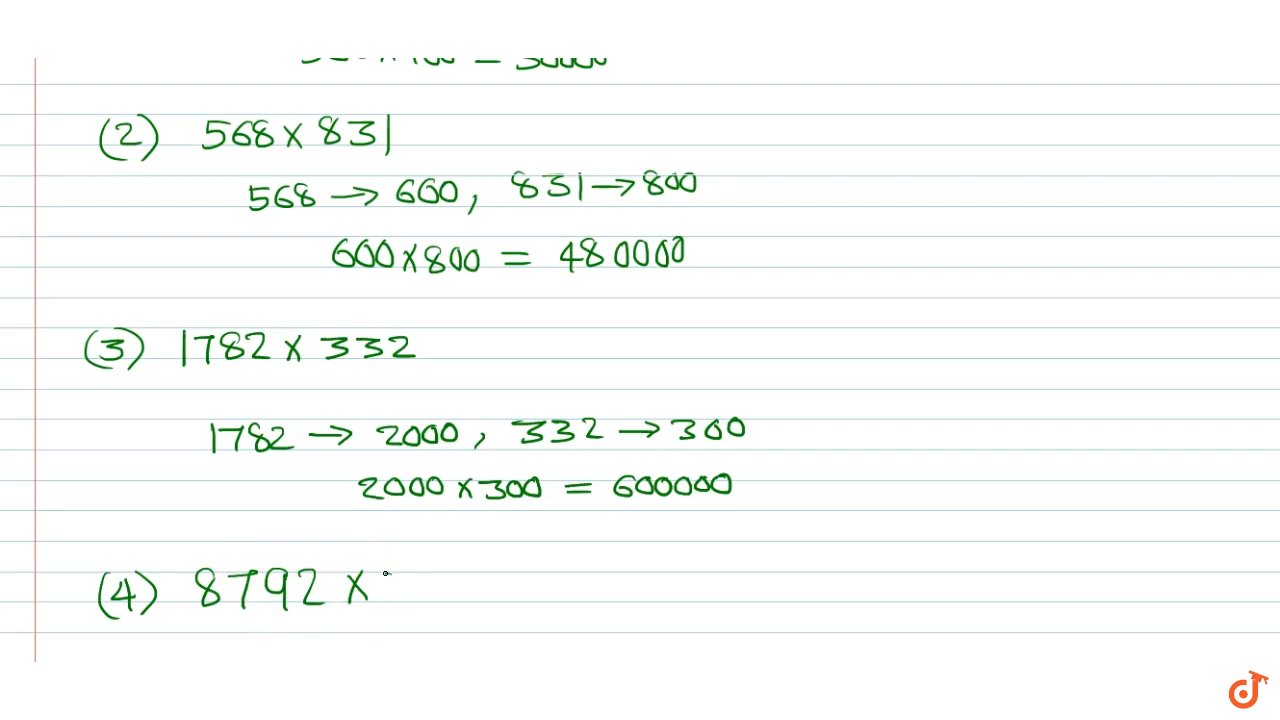 (2) 568 × 831
568 → 600, 831 → 800
600 × 800 = 480000
(3) 1782 × 332
1782 → 2000, 332 → 300
2000 × 300 = 600000
(4) 8792 ×